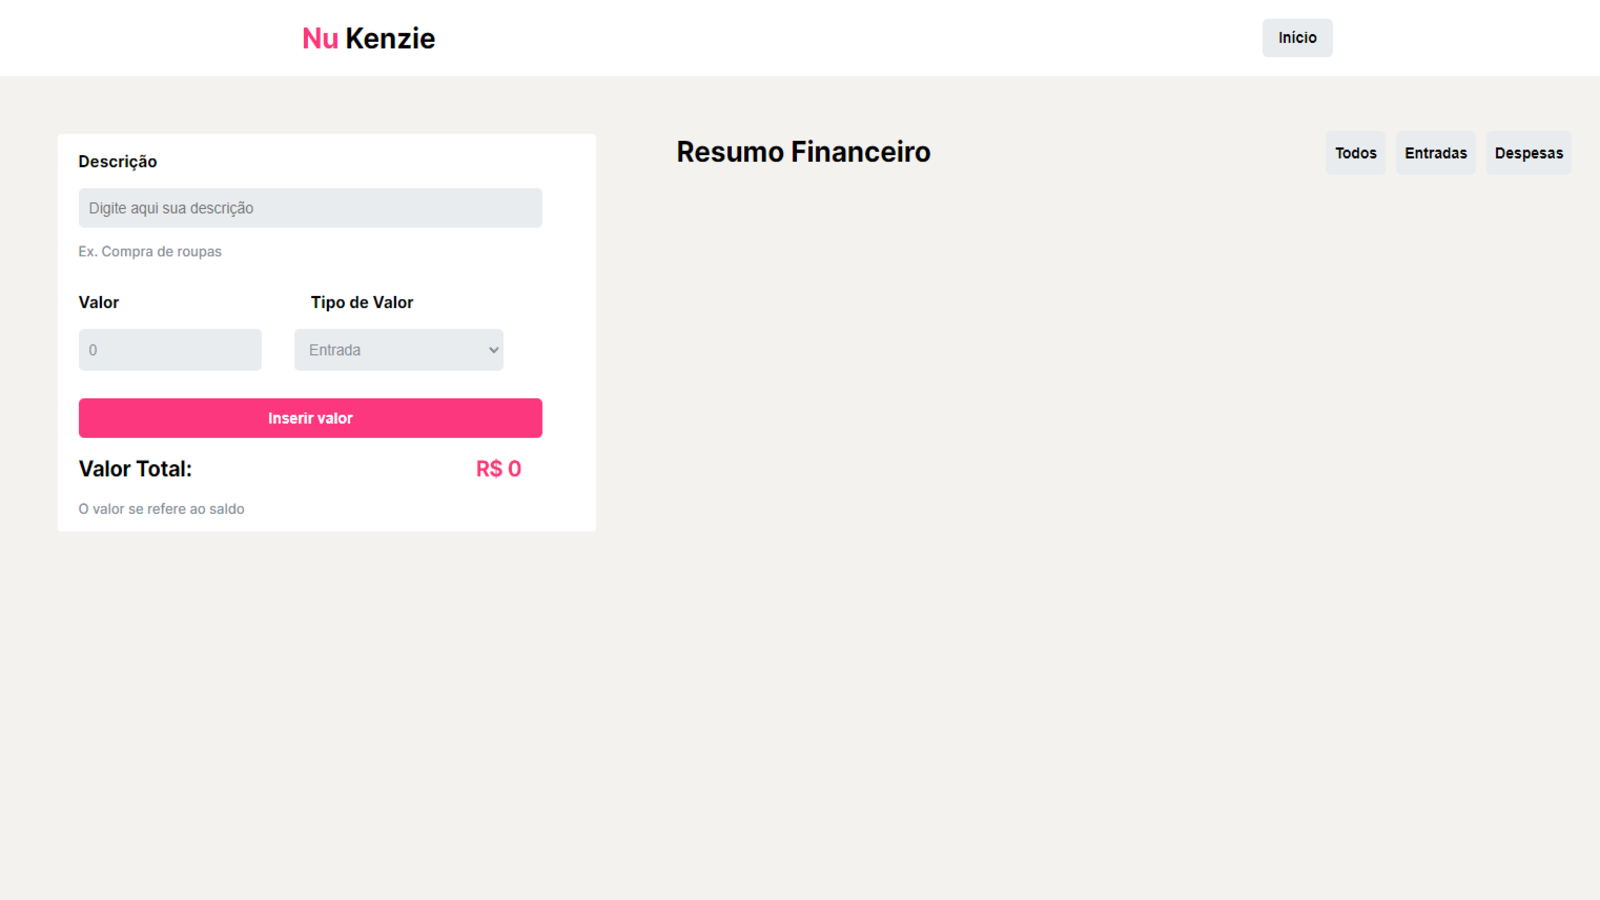 Nu Kenzie
Início
Descrição
Digite aqui sua descrição
Ex. Compra de roupas
Valor
Tipo de Valor
0
Entrada
Inserir valor
Valor Total:
R$ 0
O valor se refere ao saldo
Resumo Financeiro
Todos
Entradas
Despesas